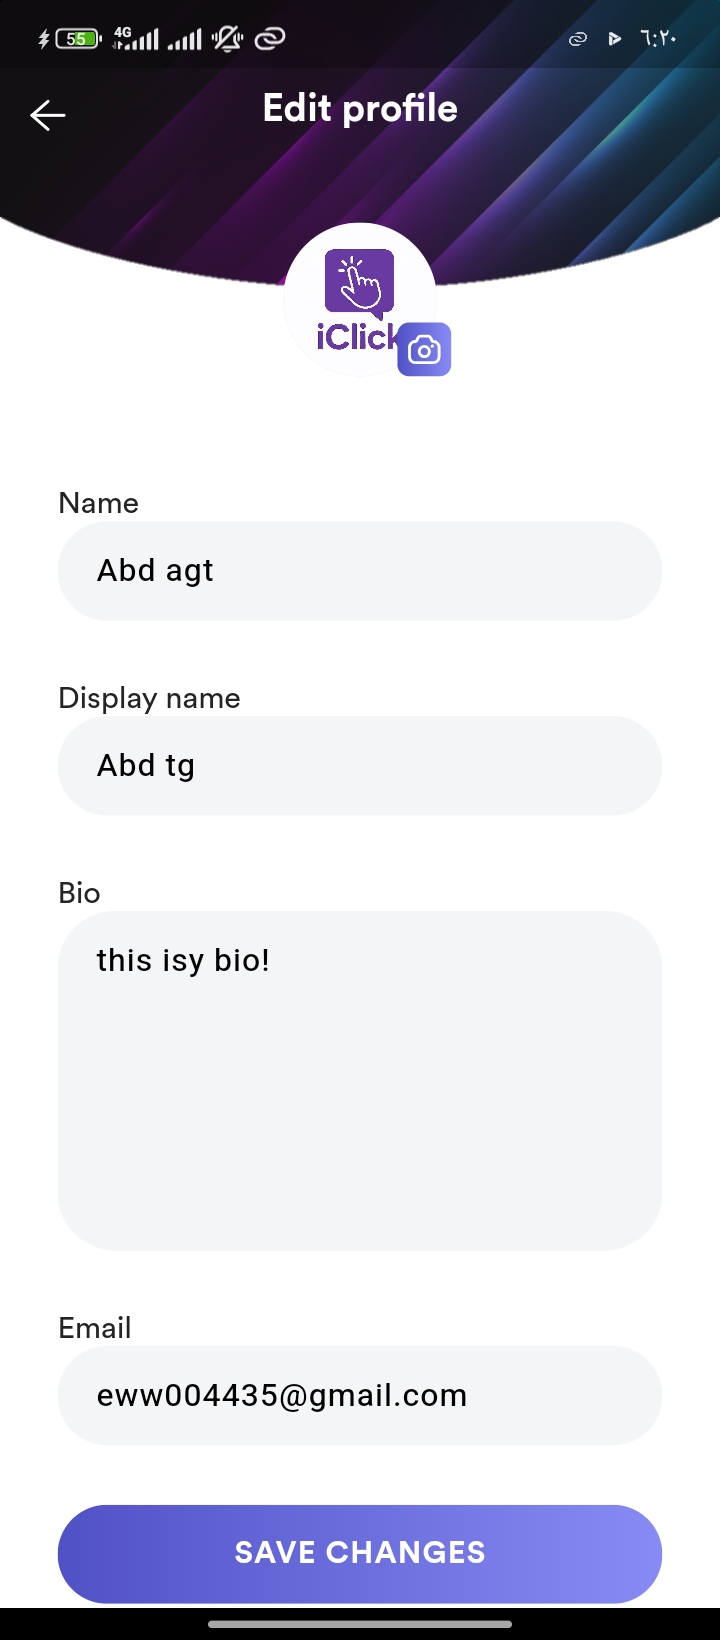 55 4G ٦:٢٠
Edit profile
iClick
Name
Abd agt
Display name
Abd tg
Bio
this isy bio!
Email
eww004435@gmail.com
SAVE CHANGES